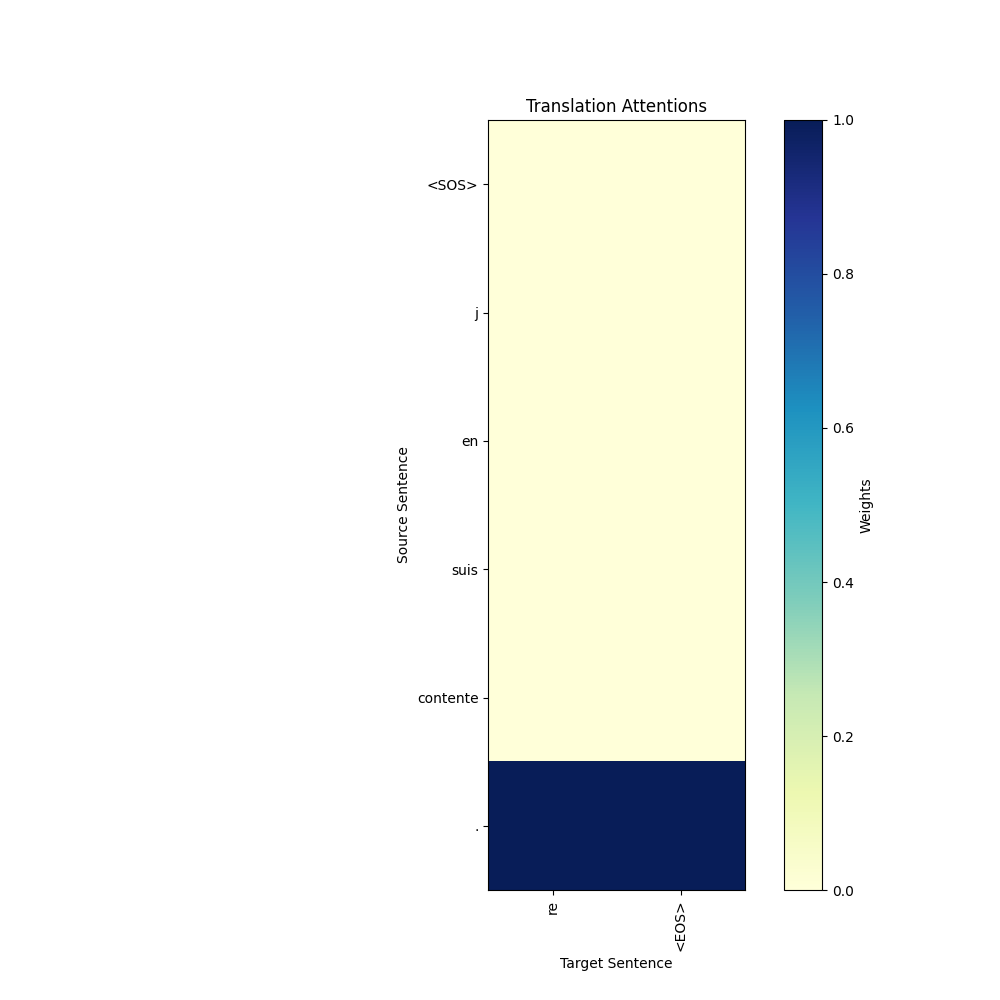 Translation Attentions
<SOS>
j
en
suis
contente
.
Source Sentence
re
<EOS>
Target Sentence
1.0
0.8
0.6
0.4
0.2
0.0
Weights